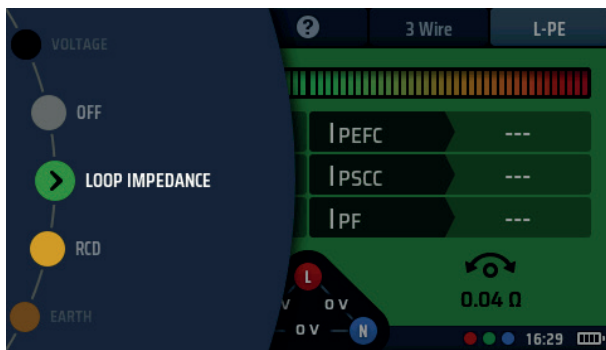 VOLTAGE
?
3 Wire
L-PE
OFF
IPEFC
---
LOOP IMPEDANCE
IPSCC
---
IPF
---
RCD
L
V
0 V
0.04 Ω
EARTH
0 V
N
16:29